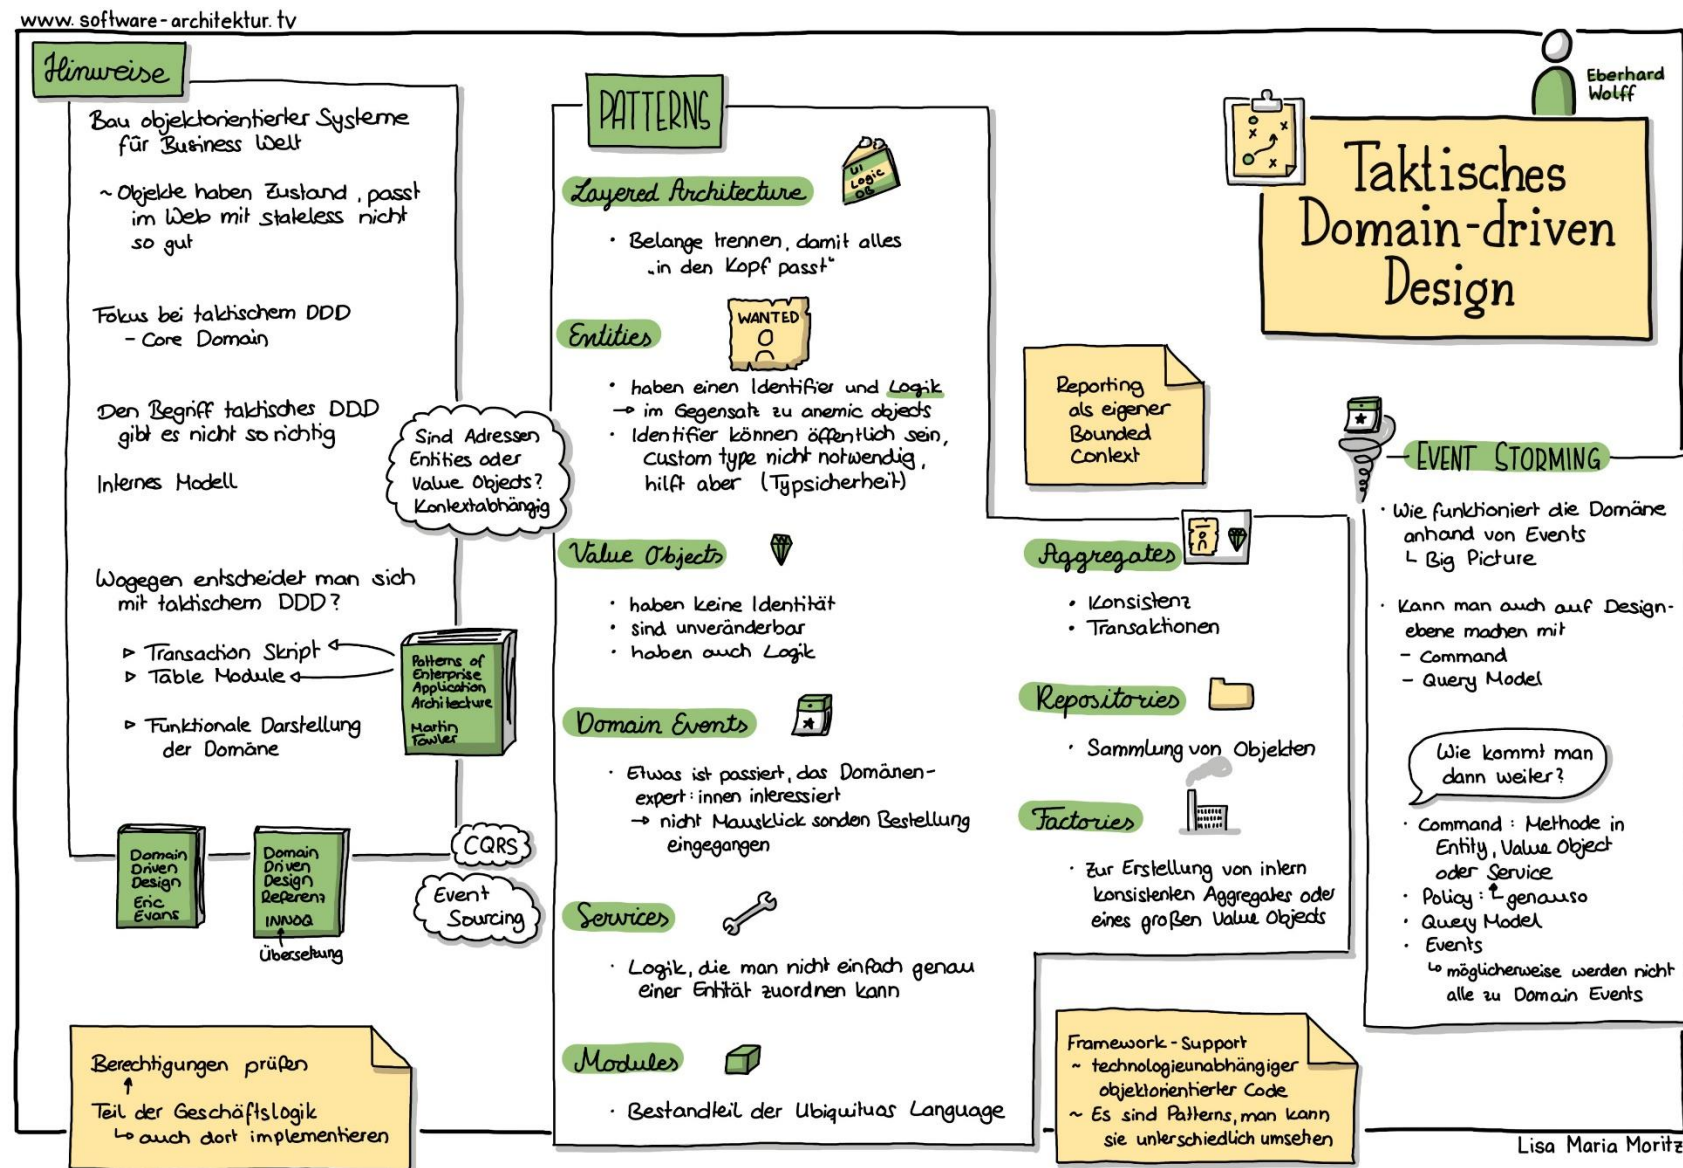 www.software-architektur.tv
Hinweise
Bau objektorientierter Systeme
für Business Welt
~ Objekte haben Zustand, passt
im Web mit stateless nicht
so gut
Fokus bei taktischem DDD
- Core Domain
Den Begriff taktisches DDD
gibt es nicht so richtig
Internes Modell
Sind Adressen
Entities oder
Value Objects?
Kontextabhängig
Wogegen entscheidet man sich
mit taktischem DDD?
▹ Transaction Skript
▹ Table Module
▹ Funktionale Darstellung
der Domäne
Patterns of
Enterprise
Application
Architecture
Martin
Fowler
Domain
Driven
Design
Eric
Evans
Domain
Driven
Design
Referenz
INNOQ
↑
Übersetzung
CQRS
Event
Sourcing
Berechtigungen prüfen
↑
Teil der Geschäftslogik
↳ auch dort implementieren
PATTERNS
Layered Architecture
UI
Logic
DB
· Belange trennen, damit alles
„in den Kopf passt“
Entities
WANTED
· haben einen Identifier und Logik
→ im Gegensatz zu anemic objects
· Identifier können öffentlich sein,
custom type nicht notwendig,
hilft aber (Typsicherheit)
Value Objects
· haben keine Identität
· sind unveränderbar
· haben auch Logik
Domain Events
· Etwas ist passiert, das Domänen-
expert:innen interessiert
→ nicht Mausklick sonden Bestellung
eingegangen
Services
· Logik, die man nicht einfach genau
einer Entität zuordnen kann
Modules
· Bestandteil der Ubiquituas Language
Reporting
als eigener
Bounded
Context
Aggregates
· Konsistenz
· Transaktionen
Repositories
· Sammlung von Objekten
Factories
· Zur Erstellung von intern
konsistenten Aggregates oder
eines großen Value Objects
Framework-Support
~ technologieunabhängiger
objektorientierter Code
~ Es sind Patterns, man kann
sie unterschiedlich umsetzen
Eberhard
Wolff
Taktisches
Domain-driven
Design
EVENT STORMING
· Wie funktioniert die Domäne
anhand von Events
↳ Big Picture
· Kann man auch auf Design-
ebene machen mit
- Command
- Query Model
Wie kommt man
dann weiter?
· Command: Methode in
Entity, Value Object
oder Service
· Policy: genauso
· Query Model
· Events
↳ möglicherweise werden nicht
alle zu Domain Events
Lisa Maria Moritz